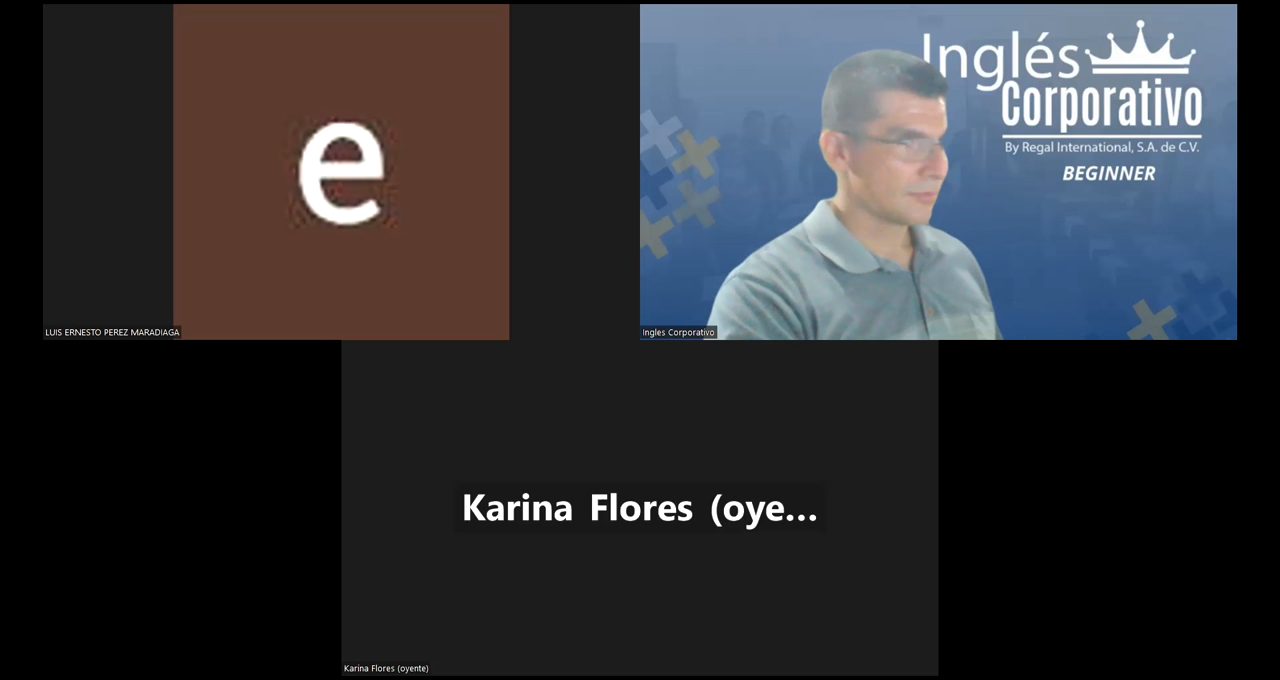 e
LUIS ERNESTO PEREZ MARADIAGA
Inglés
Corporativo
By Regal International, S.A. de C.V.
BEGINNER
Ingles Corporativo
Karina Flores (oye...
Karina Flores (oyente)